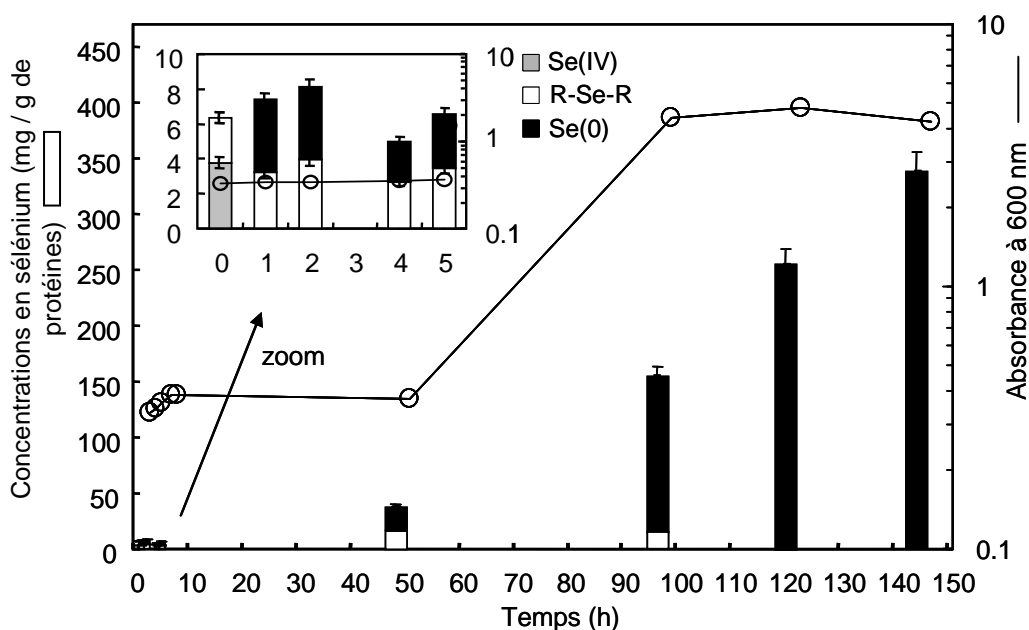 Concentrations en sélénium (mg / g de
protéines)
450
400
350
300
250
200
150
100
50
0
10
8
6
4
2
0
0 1 2 3 4 5
10
1
0.1
Se(IV)
R-Se-R
Se(0)
zoom
0 10 20 30 40 50 60 70 80 90 100 110 120 130 140 150
Temps (h)
10
1
0.1
Absorbance à 600 nm